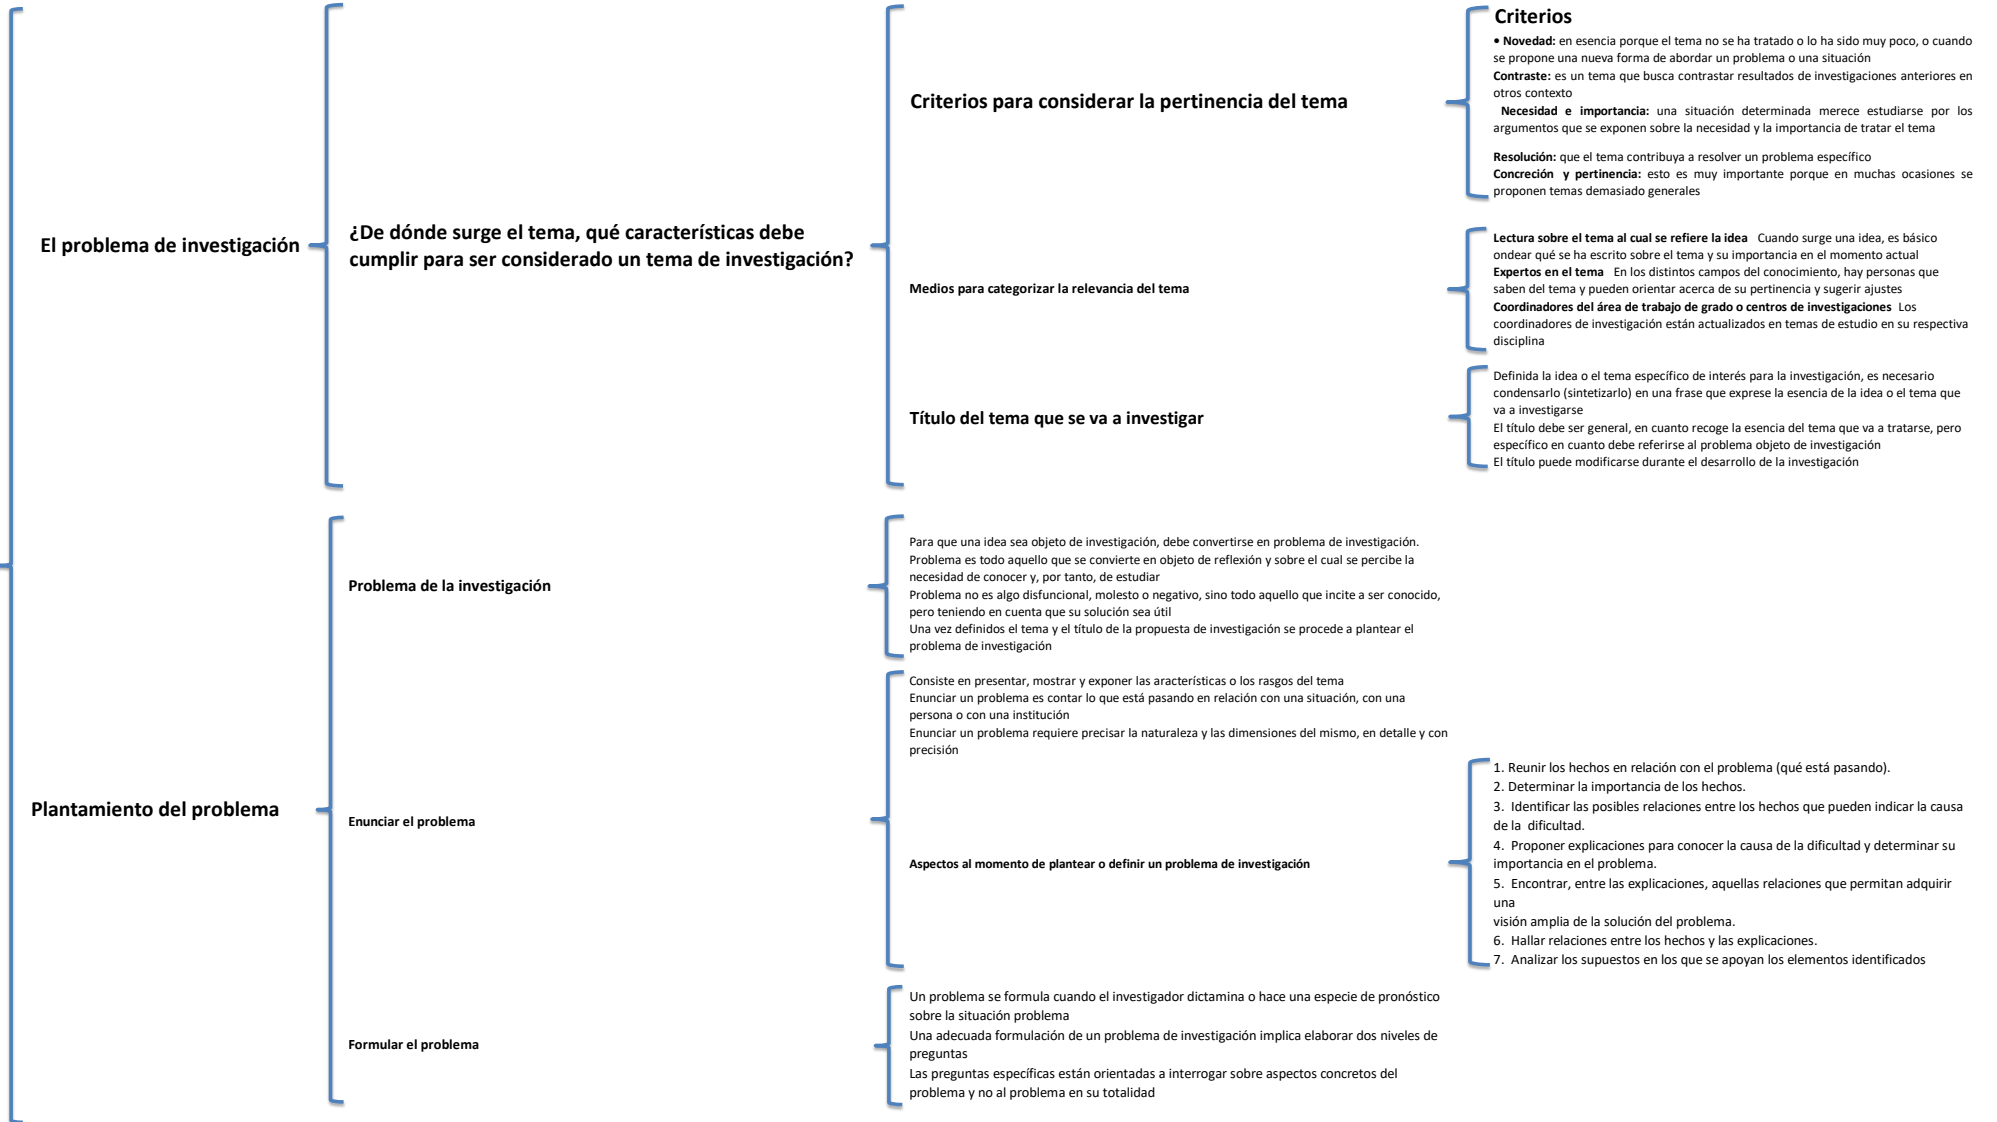 El problema de investigación
¿De dónde surge el tema, qué características debe
cumplir para ser considerado un tema de investigación?
Criterios para considerar la pertinencia del tema
Criterios
• Novedad: en esencia porque el tema no se ha tratado o lo ha sido muy poco, o cuando
se propone una nueva forma de abordar un problema o una situación
Contraste: es un tema que busca contrastar resultados de investigaciones anteriores en
otros contexto
Necesidad e importancia: una situación determinada merece estudiarse por los
argumentos que se exponen sobre la necesidad y la importancia de tratar el tema
Resolución: que el tema contribuya a resolver un problema específico
Concreción y pertinencia: esto es muy importante porque en muchas ocasiones se
proponen temas demasiado generales
Medios para categorizar la relevancia del tema
Lectura sobre el tema al cual se refiere la idea Cuando surge una idea, es básico
ondear qué se ha escrito sobre el tema y su importancia en el momento actual
Expertos en el tema En los distintos campos del conocimiento, hay personas que
saben del tema y pueden orientar acerca de su pertinencia y sugerir ajustes
Coordinadores del área de trabajo de grado o centros de investigaciones Los
coordinadores de investigación están actualizados en temas de estudio en su respectiva
disciplina
Título del tema que se va a investigar
Definida la idea o el tema específico de interés para la investigación, es necesario
condensarlo (sintetizarlo) en una frase que exprese la esencia de la idea o el tema que
va a investigarse
El título debe ser general, en cuanto recoge la esencia del tema que va a tratarse, pero
específico en cuanto debe referirse al problema objeto de investigación
El título puede modificarse durante el desarrollo de la investigación
Plantamiento del problema
Problema de la investigación
Para que una idea sea objeto de investigación, debe convertirse en problema de investigación.
Problema es todo aquello que se convierte en objeto de reflexión y sobre el cual se percibe la
necesidad de conocer y, por tanto, de estudiar
Problema no es algo disfuncional, molesto o negativo, sino todo aquello que incite a ser conocido,
pero teniendo en cuenta que su solución sea útil
Una vez definidos el tema y el título de la propuesta de investigación se procede a plantear el
problema de investigación
Enunciar el problema
Consiste en presentar, mostrar y exponer las aracterísticas o los rasgos del tema
Enunciar un problema es contar lo que está pasando en relación con una situación, con una
persona o con una institución
Enunciar un problema requiere precisar la naturaleza y las dimensiones del mismo, en detalle y con
precisión
Aspectos al momento de plantear o definir un problema de investigación
1. Reunir los hechos en relación con el problema (qué está pasando).
2. Determinar la importancia de los hechos.
3. Identificar las posibles relaciones entre los hechos que pueden indicar la causa
de la dificultad.
4. Proponer explicaciones para conocer la causa de la dificultad y determinar su
importancia en el problema.
5. Encontrar, entre las explicaciones, aquellas relaciones que permitan adquirir
una
visión amplia de la solución del problema.
6. Hallar relaciones entre los hechos y las explicaciones.
7. Analizar los supuestos en los que se apoyan los elementos identificados
Formular el problema
Un problema se formula cuando el investigador dictamina o hace una especie de pronóstico
sobre la situación problema
Una adecuada formulación de un problema de investigación implica elaborar dos niveles de
preguntas
Las preguntas específicas están orientadas a interrogar sobre aspectos concretos del
problema y no al problema en su totalidad